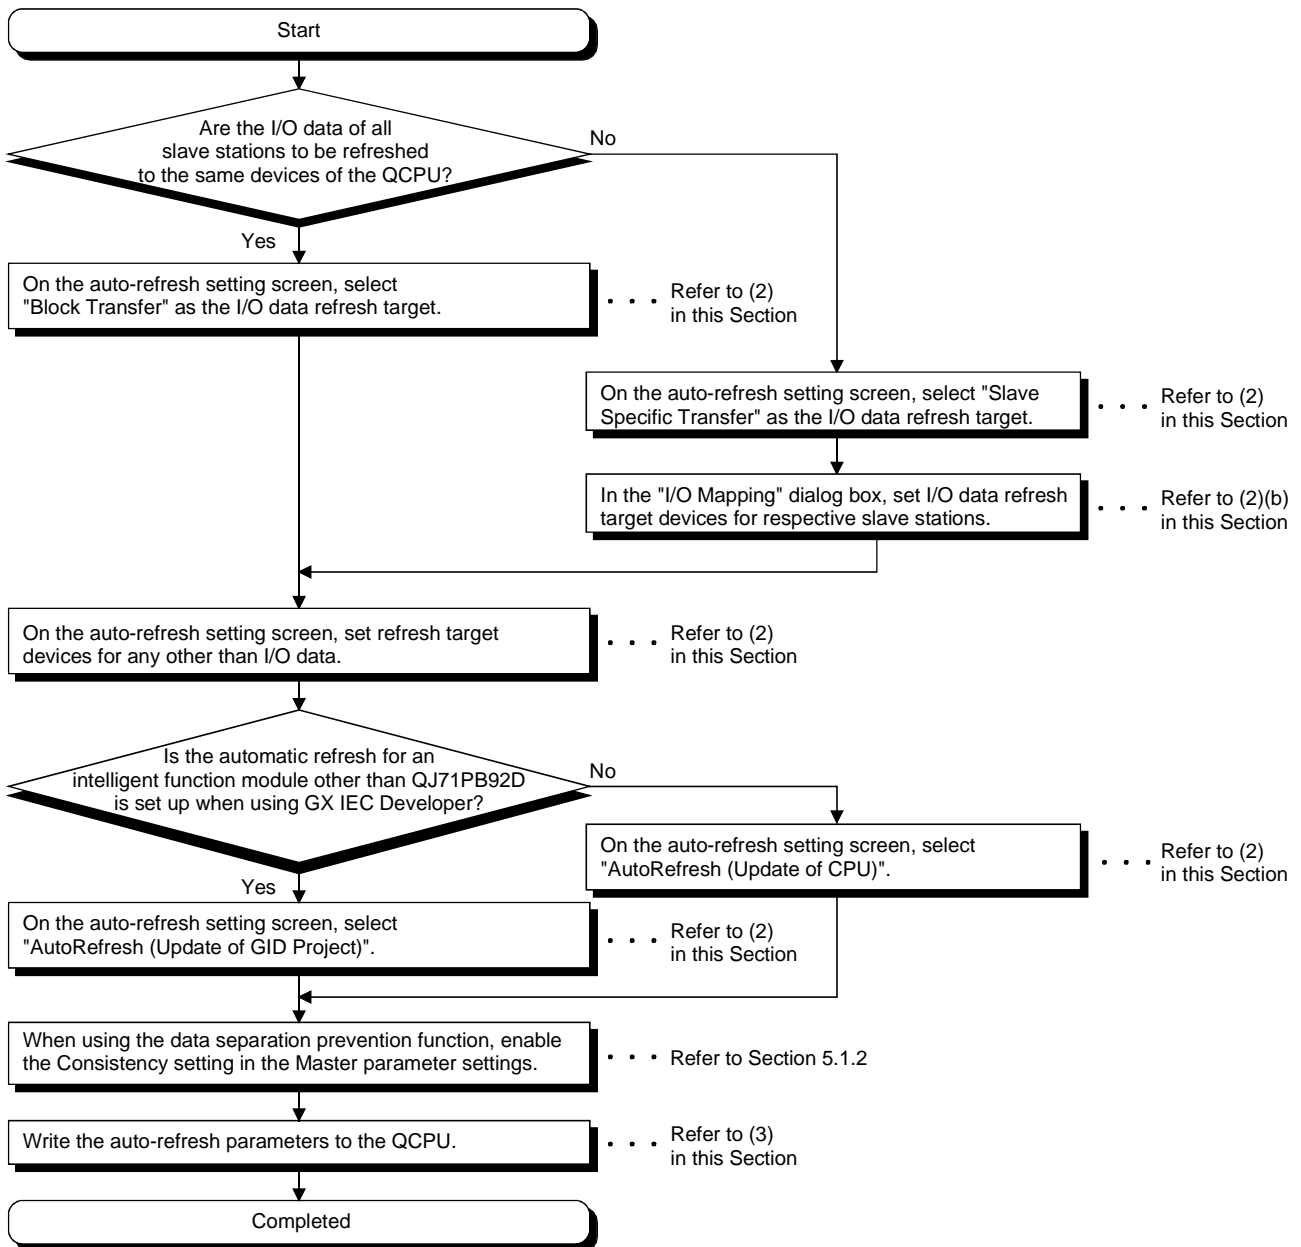 Start
Are the I/O data of all
slave stations to be refreshed
to the same devices of the QCPU?
No
Yes
On the auto-refresh setting screen, select
"Block Transfer" as the I/O data refresh target.
Refer to (2)
in this Section
On the auto-refresh setting screen, select "Slave
Specific Transfer" as the I/O data refresh target.
Refer to (2)
in this Section
In the "I/O Mapping" dialog box, set I/O data refresh
target devices for respective slave stations.
Refer to (2)(b)
in this Section
On the auto-refresh setting screen, set refresh target
devices for any other than I/O data.
Refer to (2)
in this Section
Is the automatic refresh for an
intelligent function module other than QJ71PB92D
is set up when using GX IEC Developer?
No
On the auto-refresh setting screen, select
"AutoRefresh (Update of CPU)".
Refer to (2)
in this Section
Yes
On the auto-refresh setting screen, select
"AutoRefresh (Update of GID Project)".
Refer to (2)
in this Section
When using the data separation prevention function, enable
the Consistency setting in the Master parameter settings.
Refer to Section 5.1.2
Write the auto-refresh parameters to the QCPU.
Refer to (3)
in this Section
Completed